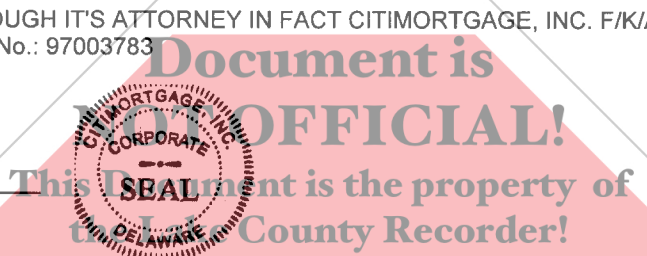 OUGH IT'S ATTORNEY IN FACT CITIMORTGAGE, INC. F/K/A
No.: 97003783
Document is
NOT OFFICIAL!
This Document is the property of
the Lake County Recorder!
CITIMORTGAGE, INC.
CORPORATE
SEAL
DELAWARE